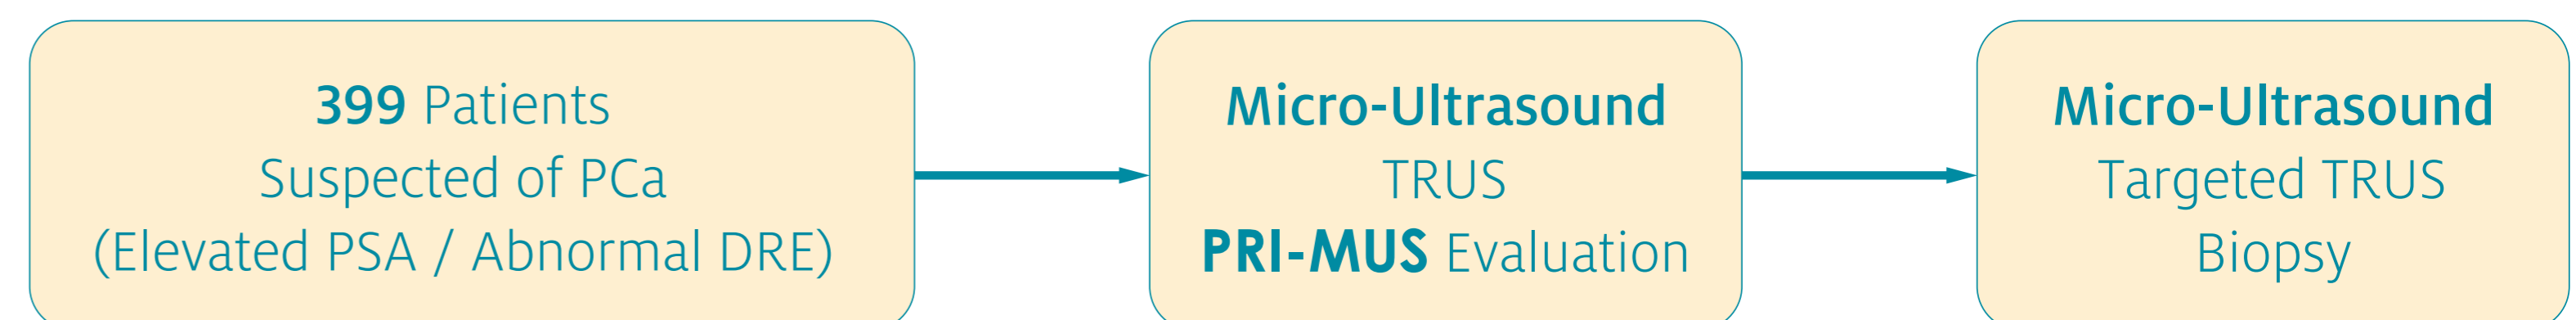 399 Patients
Suspected of PCa
(Elevated PSA / Abnormal DRE)
Micro-Ultrasound
TRUS
PRI-MUS Evaluation
Micro-Ultrasound
Targeted TRUS
Biopsy